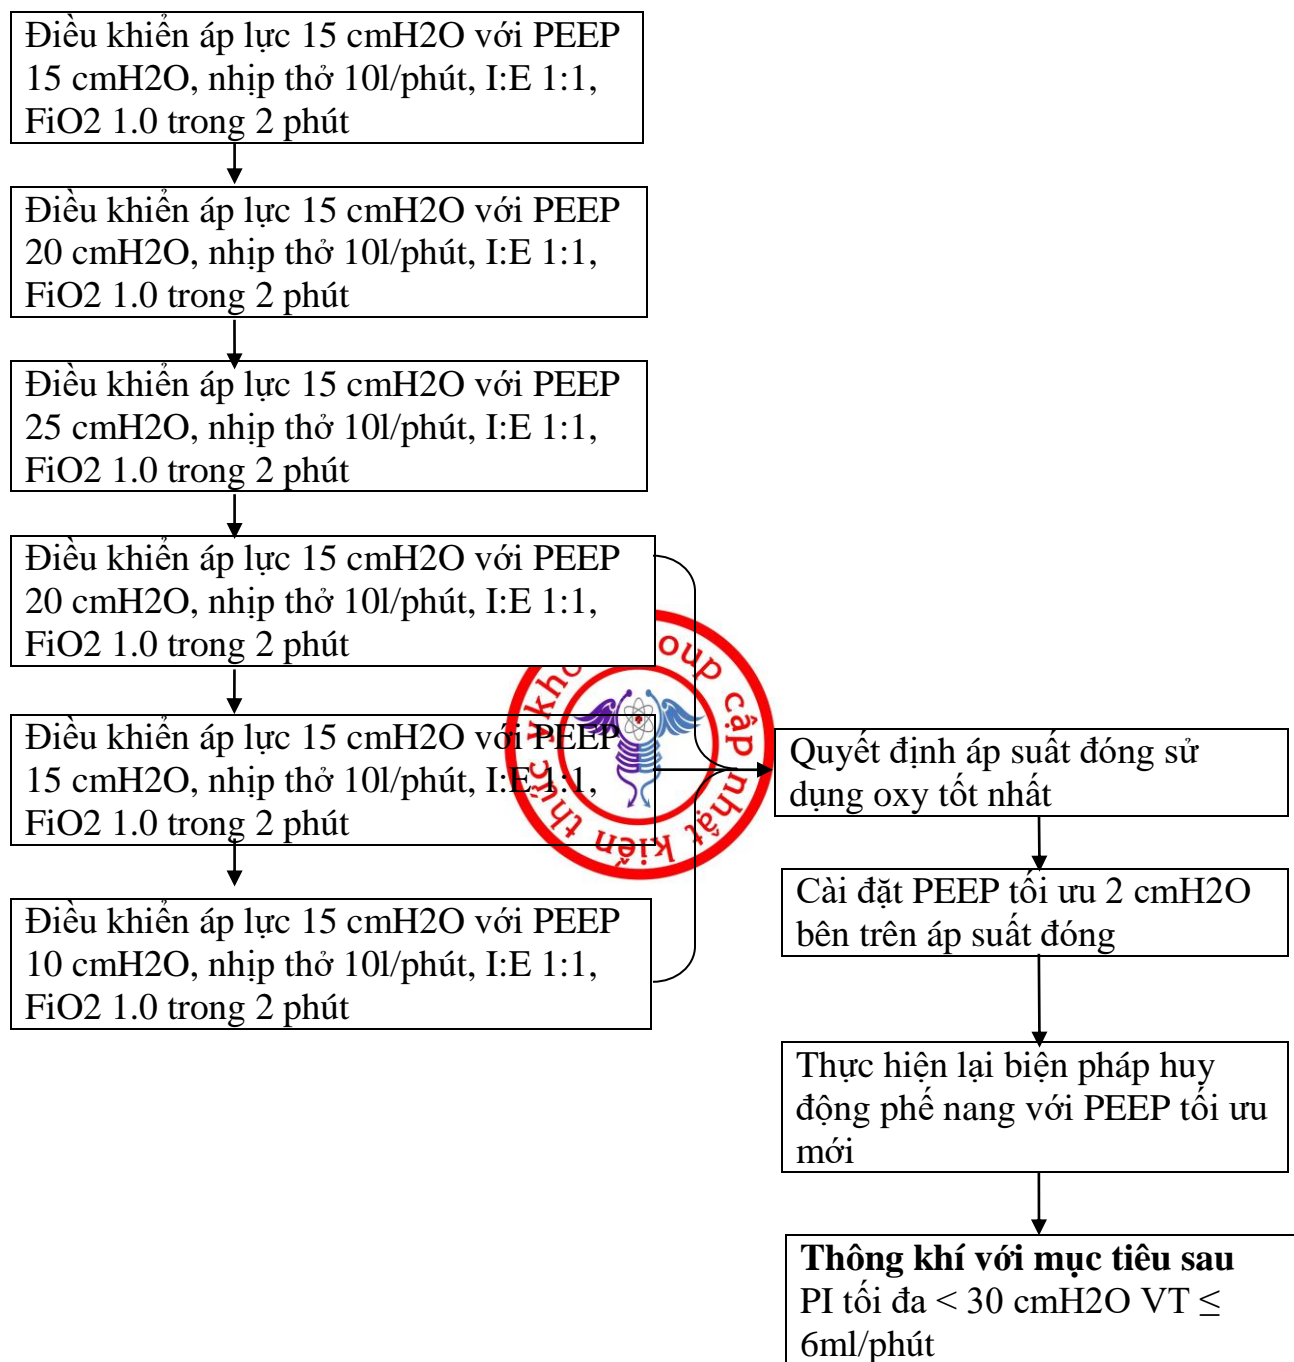 Điều khiển áp lực 15 cmH2O với PEEP
15 cmH2O, nhịp thở 10l/phút, I:E 1:1,
FiO2 1.0 trong 2 phút
Điều khiển áp lực 15 cmH2O với PEEP
20 cmH2O, nhịp thở 10l/phút, I:E 1:1,
FiO2 1.0 trong 2 phút
Điều khiển áp lực 15 cmH2O với PEEP
25 cmH2O, nhịp thở 10l/phút, I:E 1:1,
FiO2 1.0 trong 2 phút
Điều khiển áp lực 15 cmH2O với PEEP
20 cmH2O, nhịp thở 10l/phút, I:E 1:1,
FiO2 1.0 trong 2 phút
Điều khiển áp lực 15 cmH2O với PEEP
15 cmH2O, nhịp thở 10l/phút, I:E 1:1,
FiO2 1.0 trong 2 phút
Điều khiển áp lực 15 cmH2O với PEEP
10 cmH2O, nhịp thở 10l/phút, I:E 1:1,
FiO2 1.0 trong 2 phút
cập nhật kiến thức
Quyết định áp suất đóng sử
dụng oxy tốt nhất
Cài đặt PEEP tối ưu 2 cmH2O
bên trên áp suất đóng
Thực hiện lại biện pháp huy
động phế nang với PEEP tối ưu
mới
Thông khí với mục tiêu sau
PI tối đa < 30 cmH2O VT ≤
6ml/phút